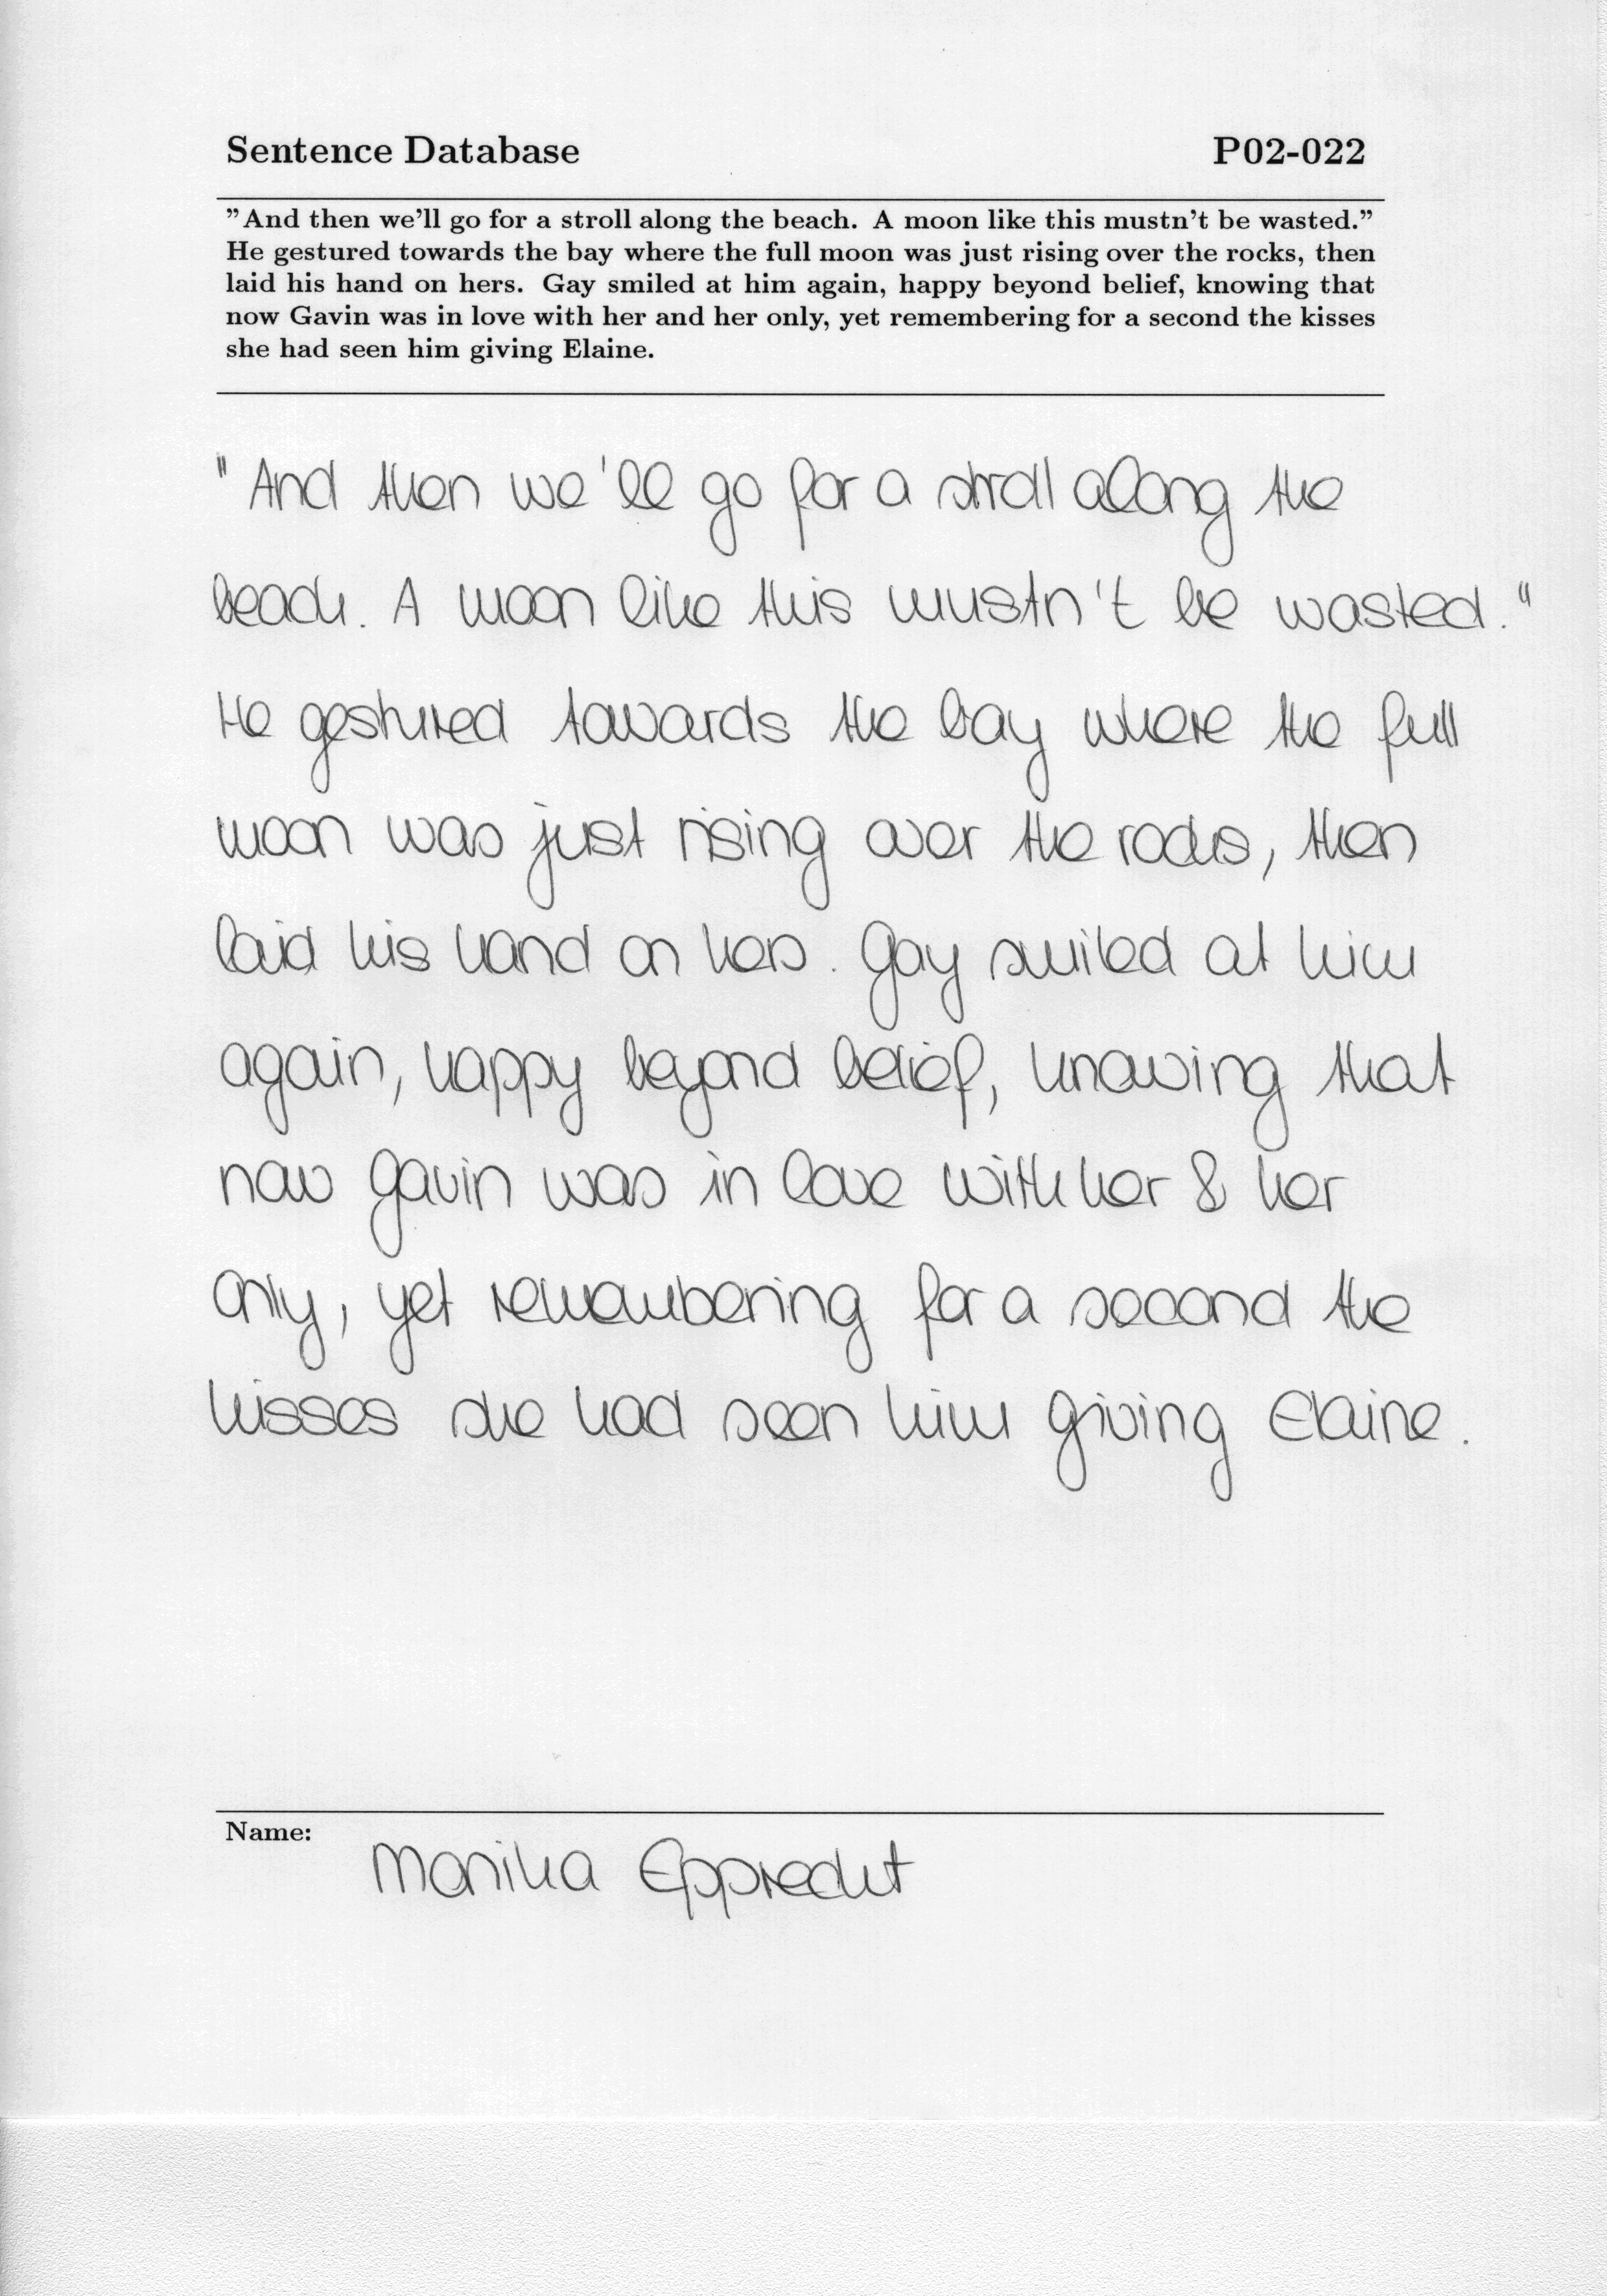 Sentence Database P02-022
"And then we'll go for a stroll along the beach. A moon like this mustn't be wasted."
He gestured towards the bay where the full moon was just rising over the rocks, then
laid his hand on hers. Gay smiled at him again, happy beyond belief, knowing that
now Gavin was in love with her and her only, yet remembering for a second the kisses
she had seen him giving Elaine.
"And then we'll go for a stroll along the
beach. A moon like this mustn't be wasted."
He gestured towards the bay where the full
moon was just rising over the rocks, then
laid his hand on hers. Gay smiled at him
again, happy beyond belief, knowing that
now Gavin was in love with her & her
only, yet remembering for a second the
kisses she had seen him giving Elaine.
Name:
Monika Epprecht